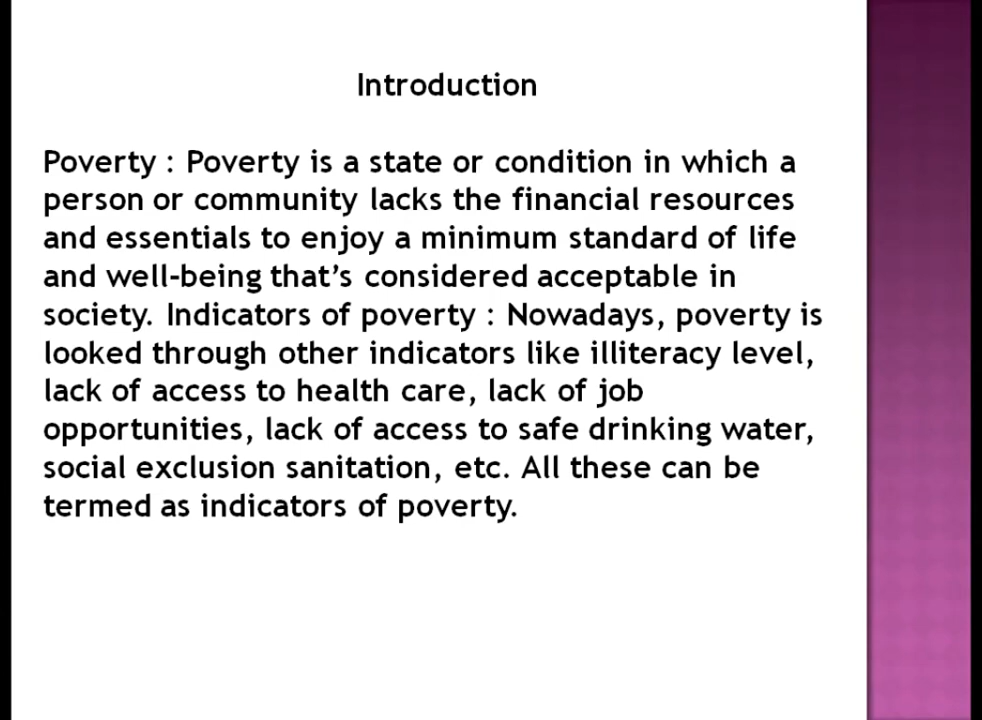 Introduction
Poverty : Poverty is a state or condition in which a
person or community lacks the financial resources
and essentials to enjoy a minimum standard of life
and well-being that’s considered acceptable in
society. Indicators of poverty : Nowadays, poverty is
looked through other indicators like illiteracy level,
lack of access to health care, lack of job
opportunities, lack of access to safe drinking water,
social exclusion sanitation, etc. All these can be
termed as indicators of poverty.